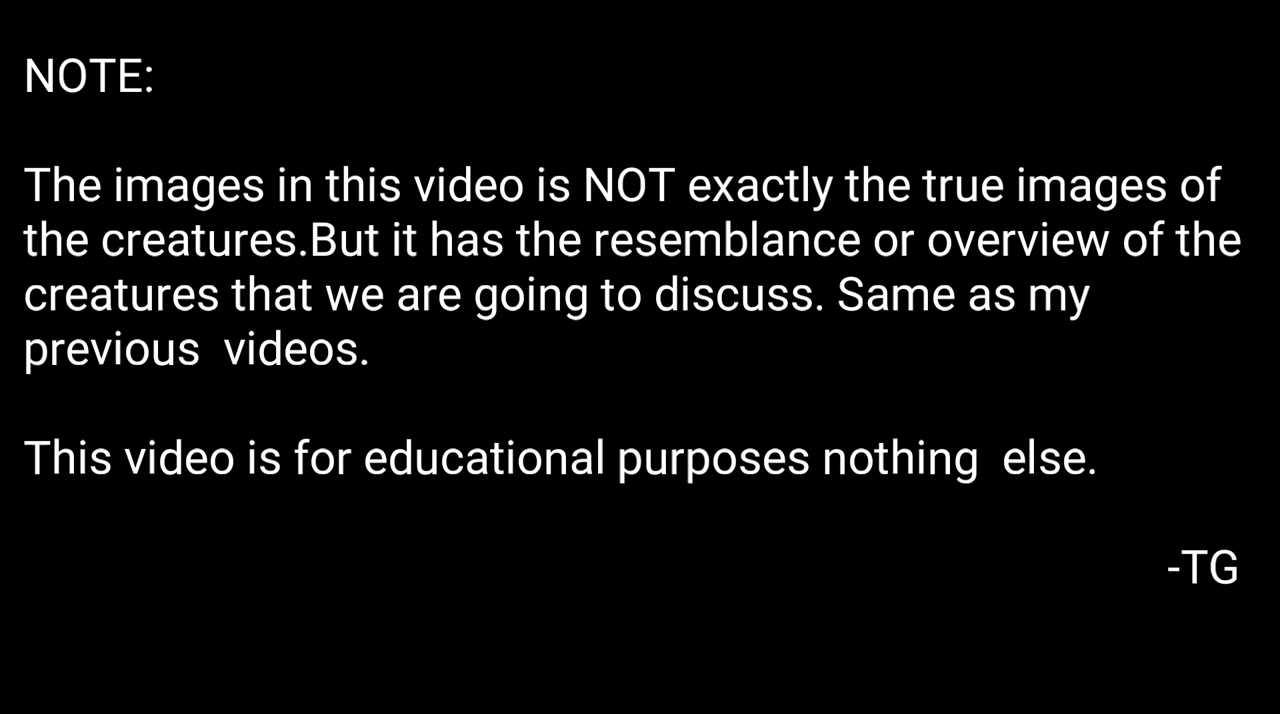 NOTE:
The images in this video is NOT exactly the true images of
the creatures.But it has the resemblance or overview of the
creatures that we are going to discuss. Same as my
previous  videos.
This video is for educational purposes nothing  else.
-TG